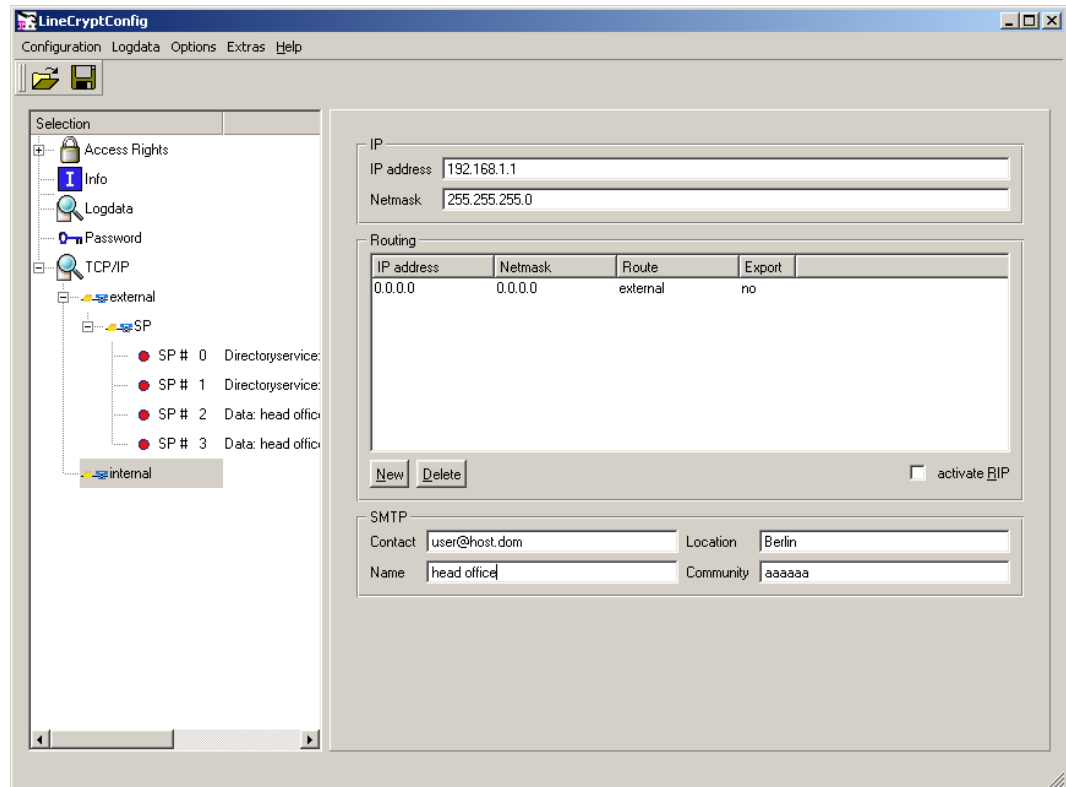 LineCryptConfig
Configuration Logdata Options Extras Help
Selection
Access Rights
Info
Logdata
Password
TCP/IP
external
SP
SP # 0 Directoryservice:
SP # 1 Directoryservice:
SP # 2 Data: head offic
SP # 3 Data: head offic
internal
IP
IP address 192.168.1.1
Netmask 255.255.255.0
Routing
IP address Netmask Route Export
0.0.0.0 0.0.0.0 external no
New Delete activate RIP
SMTP
Contact user@host.dom Location Berlin
Name head office Community aaaaaa